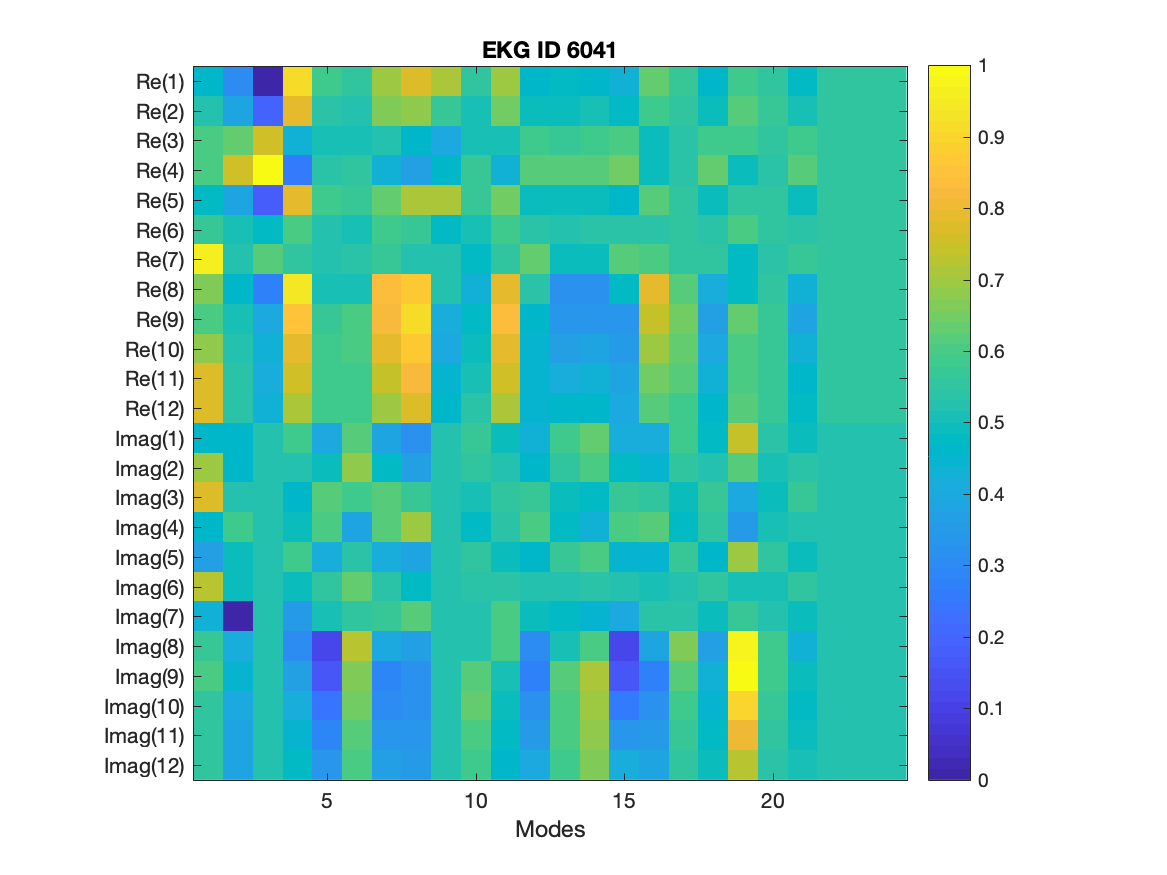 EKG ID 6041
Re(1)
Re(2)
Re(3)
Re(4)
Re(5)
Re(6)
Re(7)
Re(8)
Re(9)
Re(10)
Re(11)
Re(12)
Imag(1)
Imag(2)
Imag(3)
Imag(4)
Imag(5)
Imag(6)
Imag(7)
Imag(8)
Imag(9)
Imag(10)
Imag(11)
Imag(12)
5 10 15 20
Modes
1
0.9
0.8
0.7
0.6
0.5
0.4
0.3
0.2
0.1
0